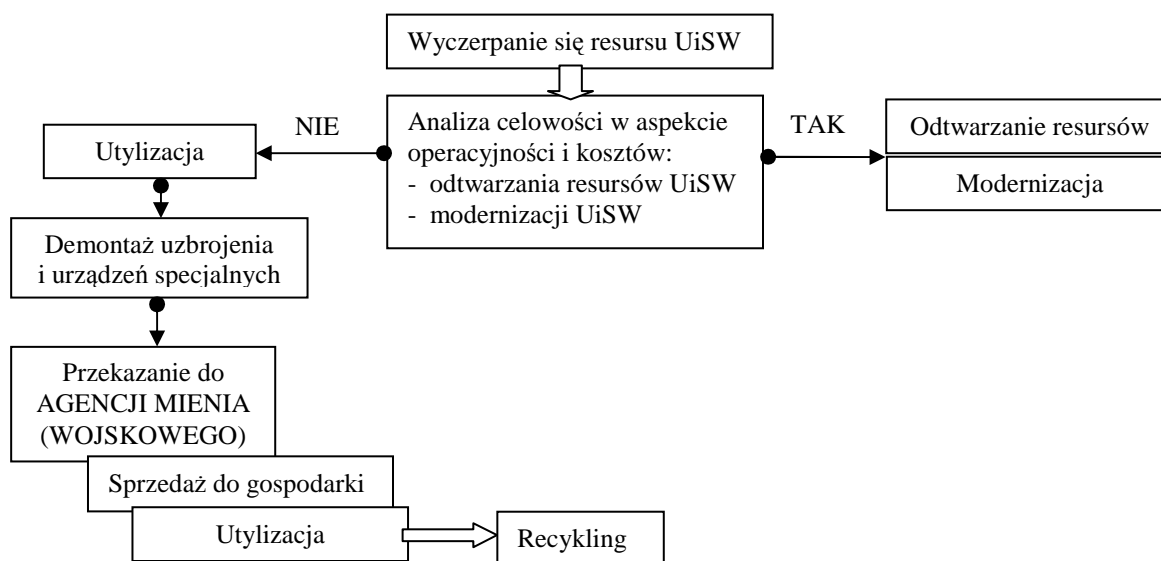 Wyczerpanie się resursu UiSW
NIE
Analiza celowości w aspekcie
operacyjności i kosztów:
- odtwarzania resursów UiSW
- modernizacji UiSW
TAK
Odtwarzanie resursów
Modernizacja
Utylizacja
Demontaż uzbrojenia
i urządzeń specjalnych
Przekazanie do
AGENCJI MIENIA
(WOJSKOWEGO)
Sprzedaż do gospodarki
Utylizacja
Recykling